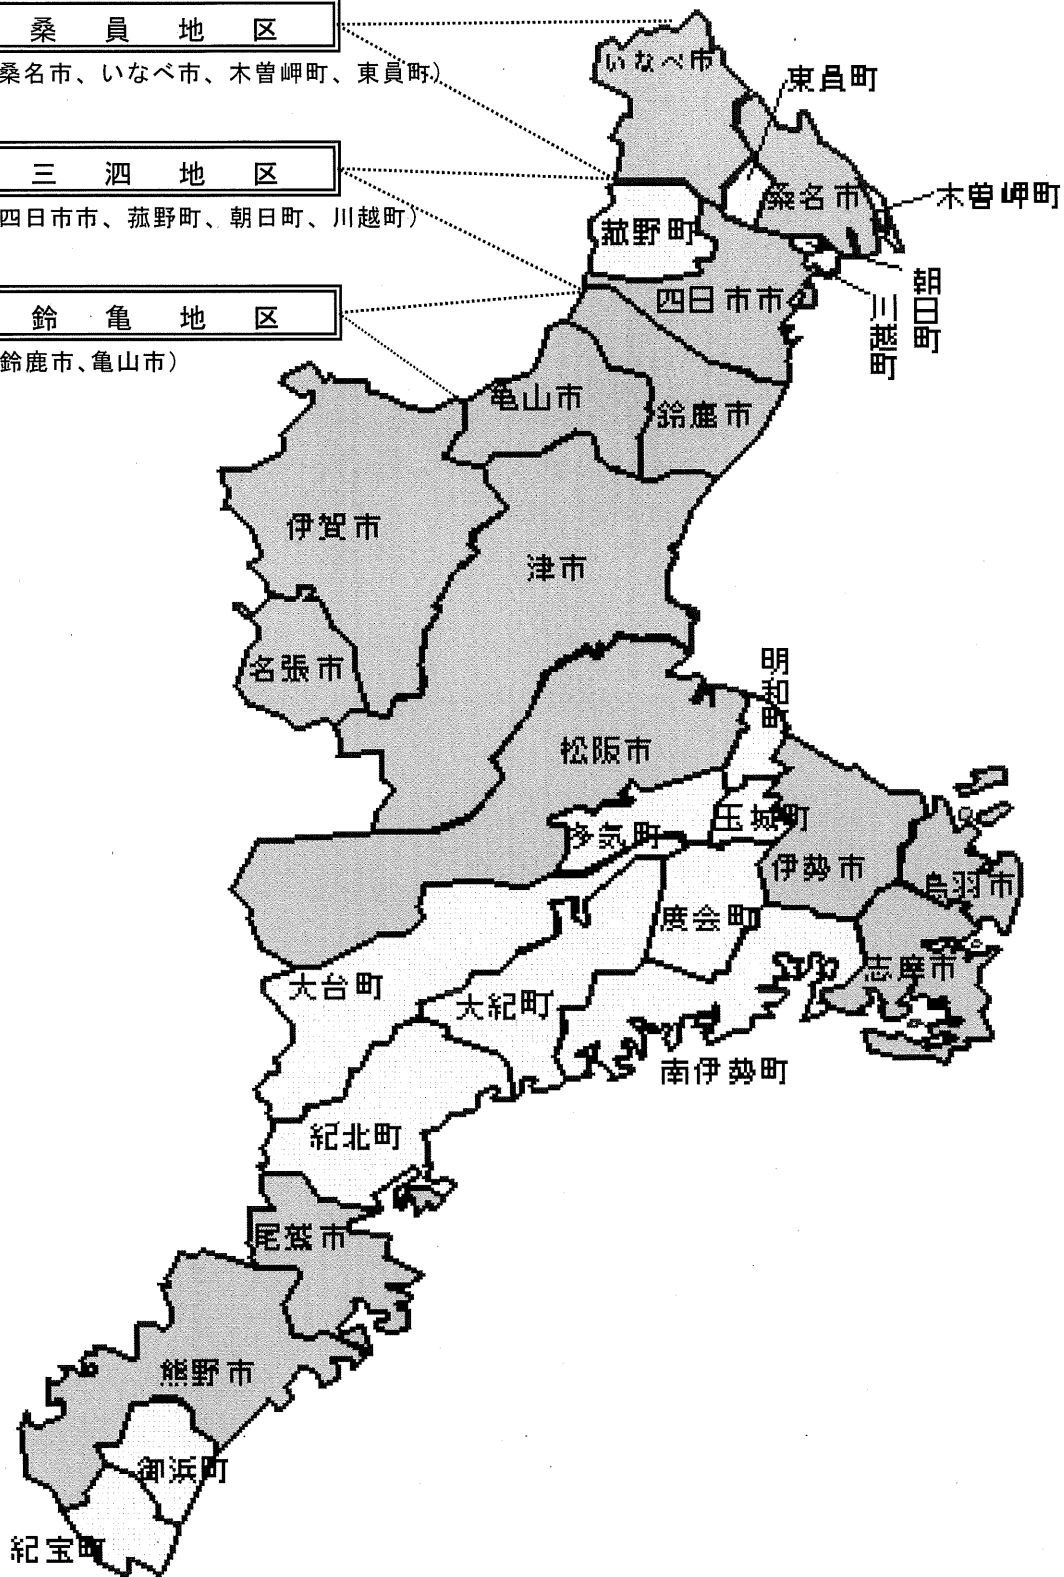 桑員地区
桑名市、いなべ市、木曽岬町、東員町)
三泗地区
四日市市、菰野町、朝日町、川越町)
鈴亀地区
鈴鹿市、亀山市)
いなべ市
東員町
桑名市
木曽岬町
菰野町
朝日町
三越町
四日市市
亀山市
鈴鹿市
伊賀市
津市
名張市
明和町
松阪市
玉城町
多気町
伊勢市
鳥羽市
度会町
志摩市
大台町
大紀町
南伊勢町
紀北町
尾鷲市
熊野市
御浜町
紀宝町